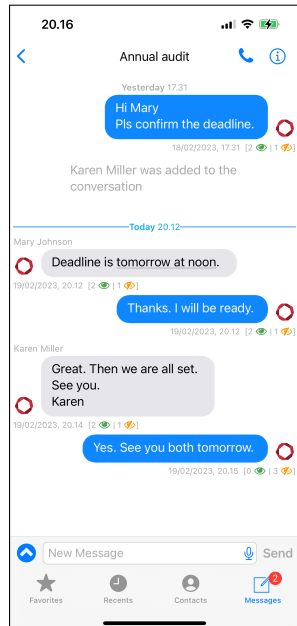 20.16
Annual audit
Yesterday 17.31
Hi Mary
Pls confirm the deadline.
18/02/2023, 17.31 [2 | 1 ]
Karen Miller was added to the
conversation
Today 20.12
Mary Johnson
Deadline is tomorrow at noon.
19/02/2023, 20.12 [2 | 1 ]
Thanks. I will be ready.
19/02/2023, 20.12 [2 | 1 ]
Karen Miller
Great. Then we are all set.
See you.
Karen
19/02/2023, 20.14 [2 | 1 ]
Yes. See you both tomorrow.
19/02/2023, 20.15 [0 | 3 ]
New Message
Send
2
Favorites
Recents
Contacts
Messages